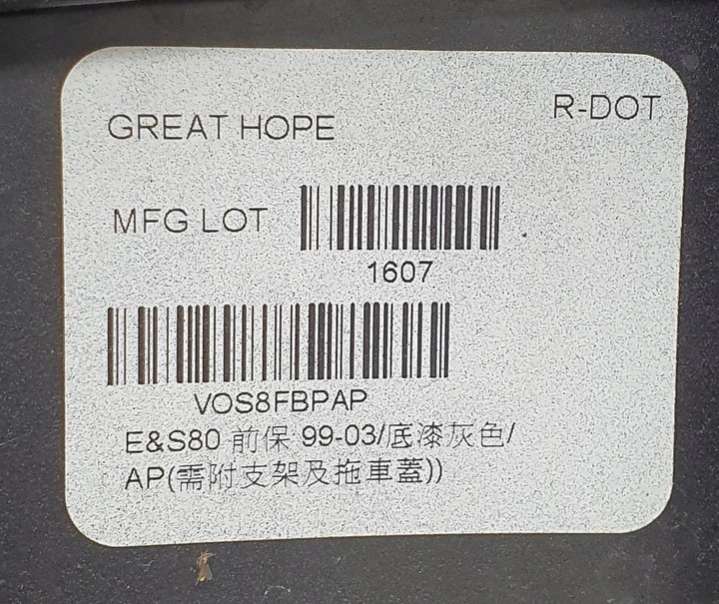 R-DOT
GREAT HOPE
MFG LOT
1607
VOS8FBPAP
E&S80 前保 99-03/底漆灰色/
AP(需附支架及拖車蓋))